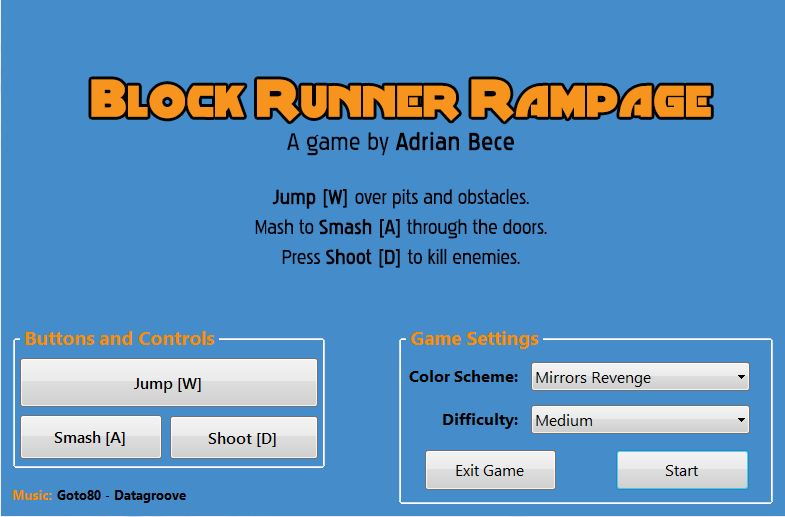 Block Runner Rampage
A game by Adrian Bece
Jump [W] over pits and obstacles.
Mash to Smash [A] through the doors.
Press Shoot [D] to kill enemies.
Buttons and Controls
Jump [W]
Smash [A]
Shoot [D]
Music: Goto80 - Datagroove
Game Settings
Color Scheme: Mirrors Revenge
Difficulty: Medium
Exit Game
Start